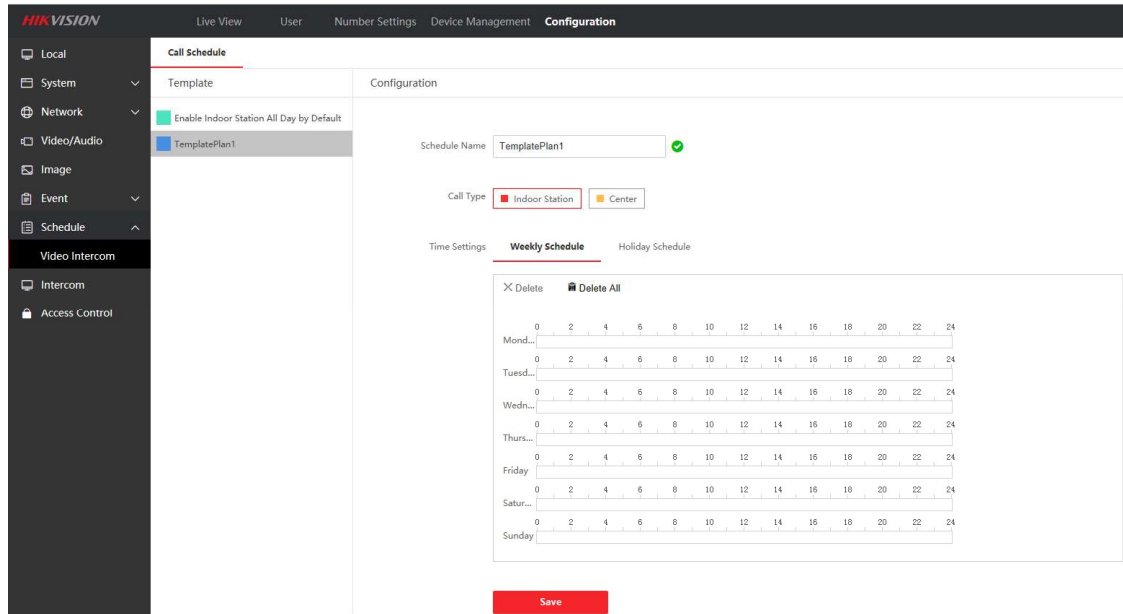 HIKVISION
Live View
User
Number Settings
Device Management
Configuration
Local
System
Network
Video/Audio
Image
Event
Schedule
Video Intercom
Intercom
Access Control
Call Schedule
Template
Enable Indoor Station All Day by Default
TemplatePlan1
Configuration
Schedule Name TemplatePlan1
Call Type Indoor Station Center
Time Settings Weekly Schedule Holiday Schedule
Delete Delete All
0 2 4 6 8 10 12 14 16 18 20 22 24
Mond...
0 2 4 6 8 10 12 14 16 18 20 22 24
Tuesd...
0 2 4 6 8 10 12 14 16 18 20 22 24
Wedn...
0 2 4 6 8 10 12 14 16 18 20 22 24
Thurs...
0 2 4 6 8 10 12 14 16 18 20 22 24
Friday
0 2 4 6 8 10 12 14 16 18 20 22 24
Satur...
0 2 4 6 8 10 12 14 16 18 20 22 24
Sunday
Save